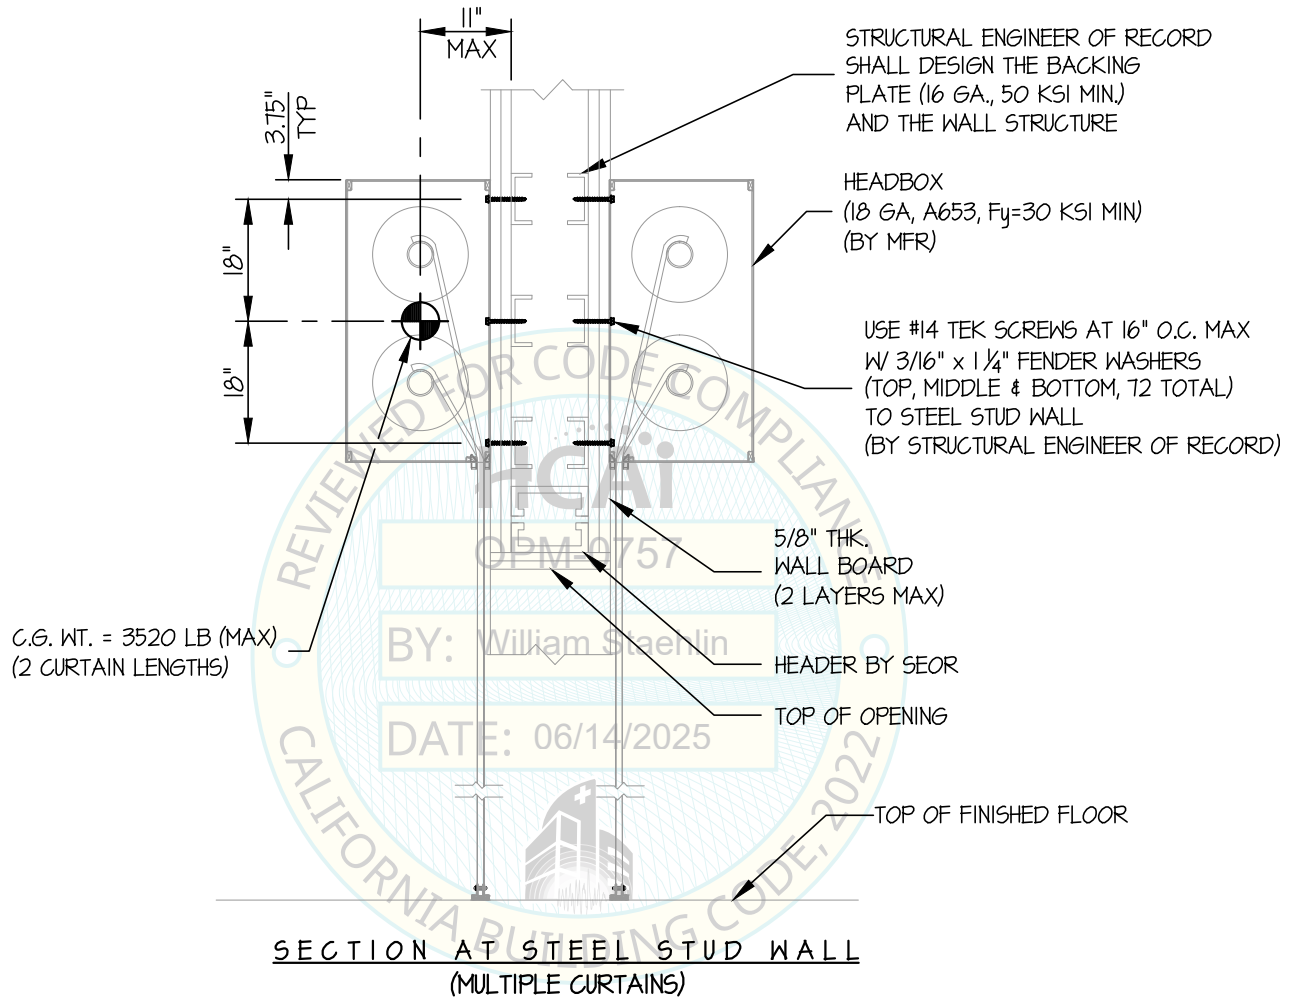 11"
MAX
STRUCTURAL ENGINEER OF RECORD
SHALL DESIGN THE BACKING
PLATE (16 GA., 50 KSI MIN.)
AND THE WALL STRUCTURE
3.75"
TYP
HEADBOX
(18 GA, A653, Fy=30 KSI MIN)
(BY MFR)
18"
18"
USE #14 TEK SCREWS AT 16" O.C. MAX
W/ 3/16" x 1 ¼" FENDER WASHERS
(TOP, MIDDLE & BOTTOM, 72 TOTAL)
TO STEEL STUD WALL
(BY STRUCTURAL ENGINEER OF RECORD)
REVIEWED FOR CODE COMPLIANCE
HCAi
OPM-0757
5/8" THK.
WALL BOARD
(2 LAYERS MAX)
C.G. WT. = 3520 LB (MAX)
(2 CURTAIN LENGTHS)
BY: William Staehlin
HEADER BY SEOR
TOP OF OPENING
DATE: 06/14/2025
TOP OF FINISHED FLOOR
CALIFORNIA BUILDING CODE, 2022
SECTION AT STEEL STUD WALL
(MULTIPLE CURTAINS)